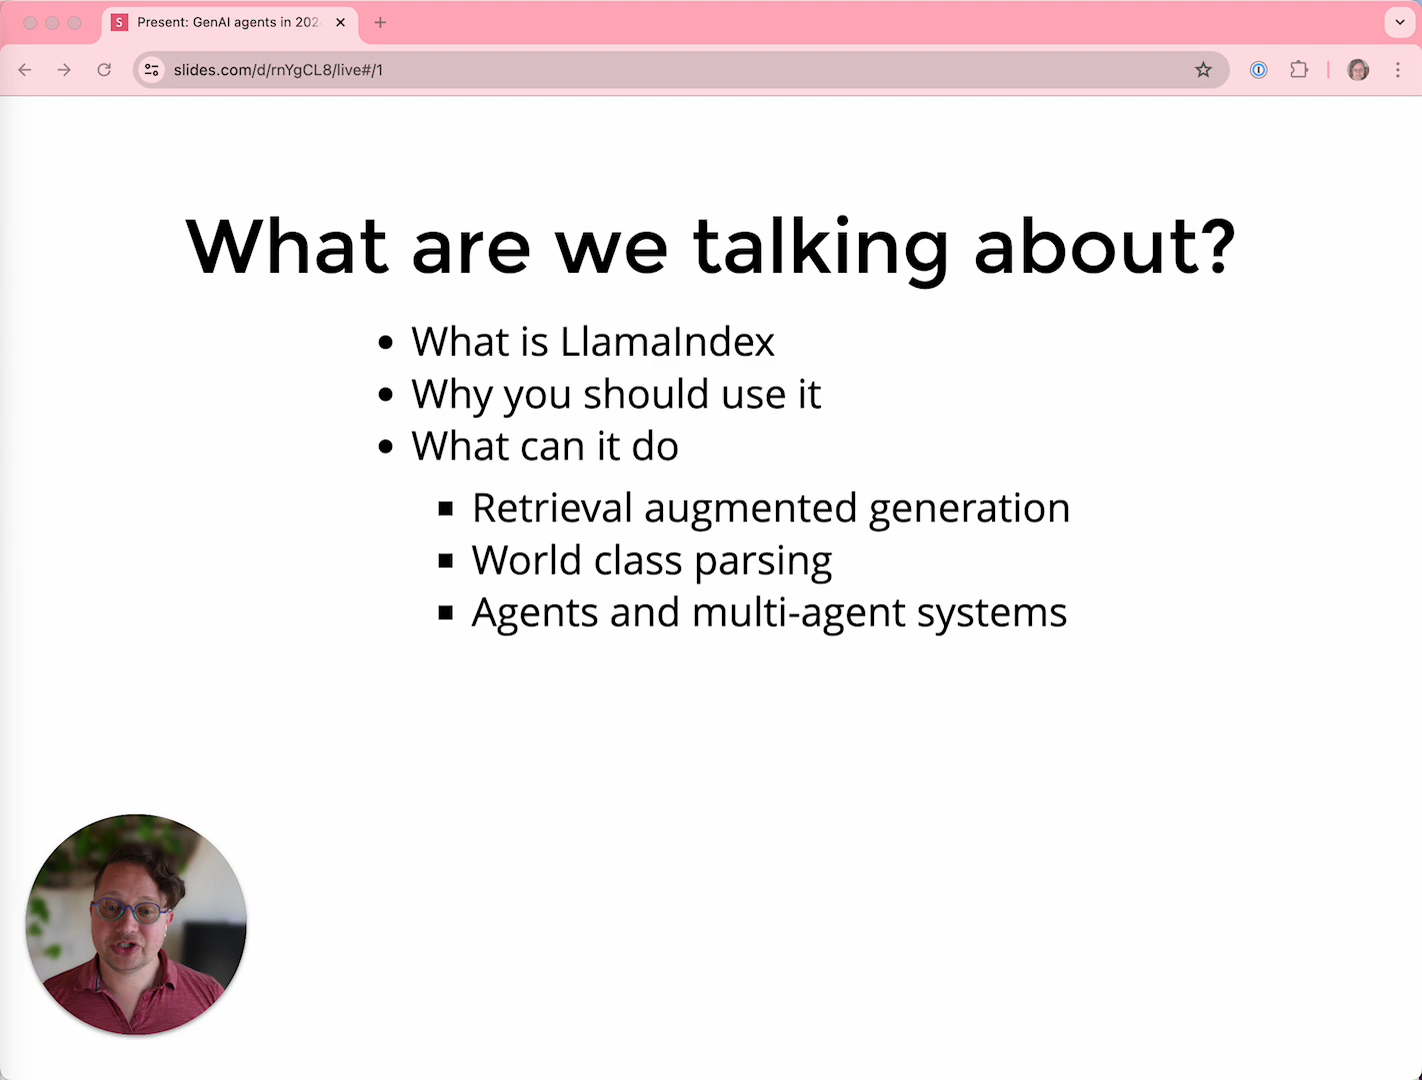 S Present: GenAI agents in 202
slides.com/d/rnYgCL8/live#/1
What are we talking about?
• What is LlamaIndex
• Why you should use it
• What can it do
▪ Retrieval augmented generation
▪ World class parsing
▪ Agents and multi-agent systems